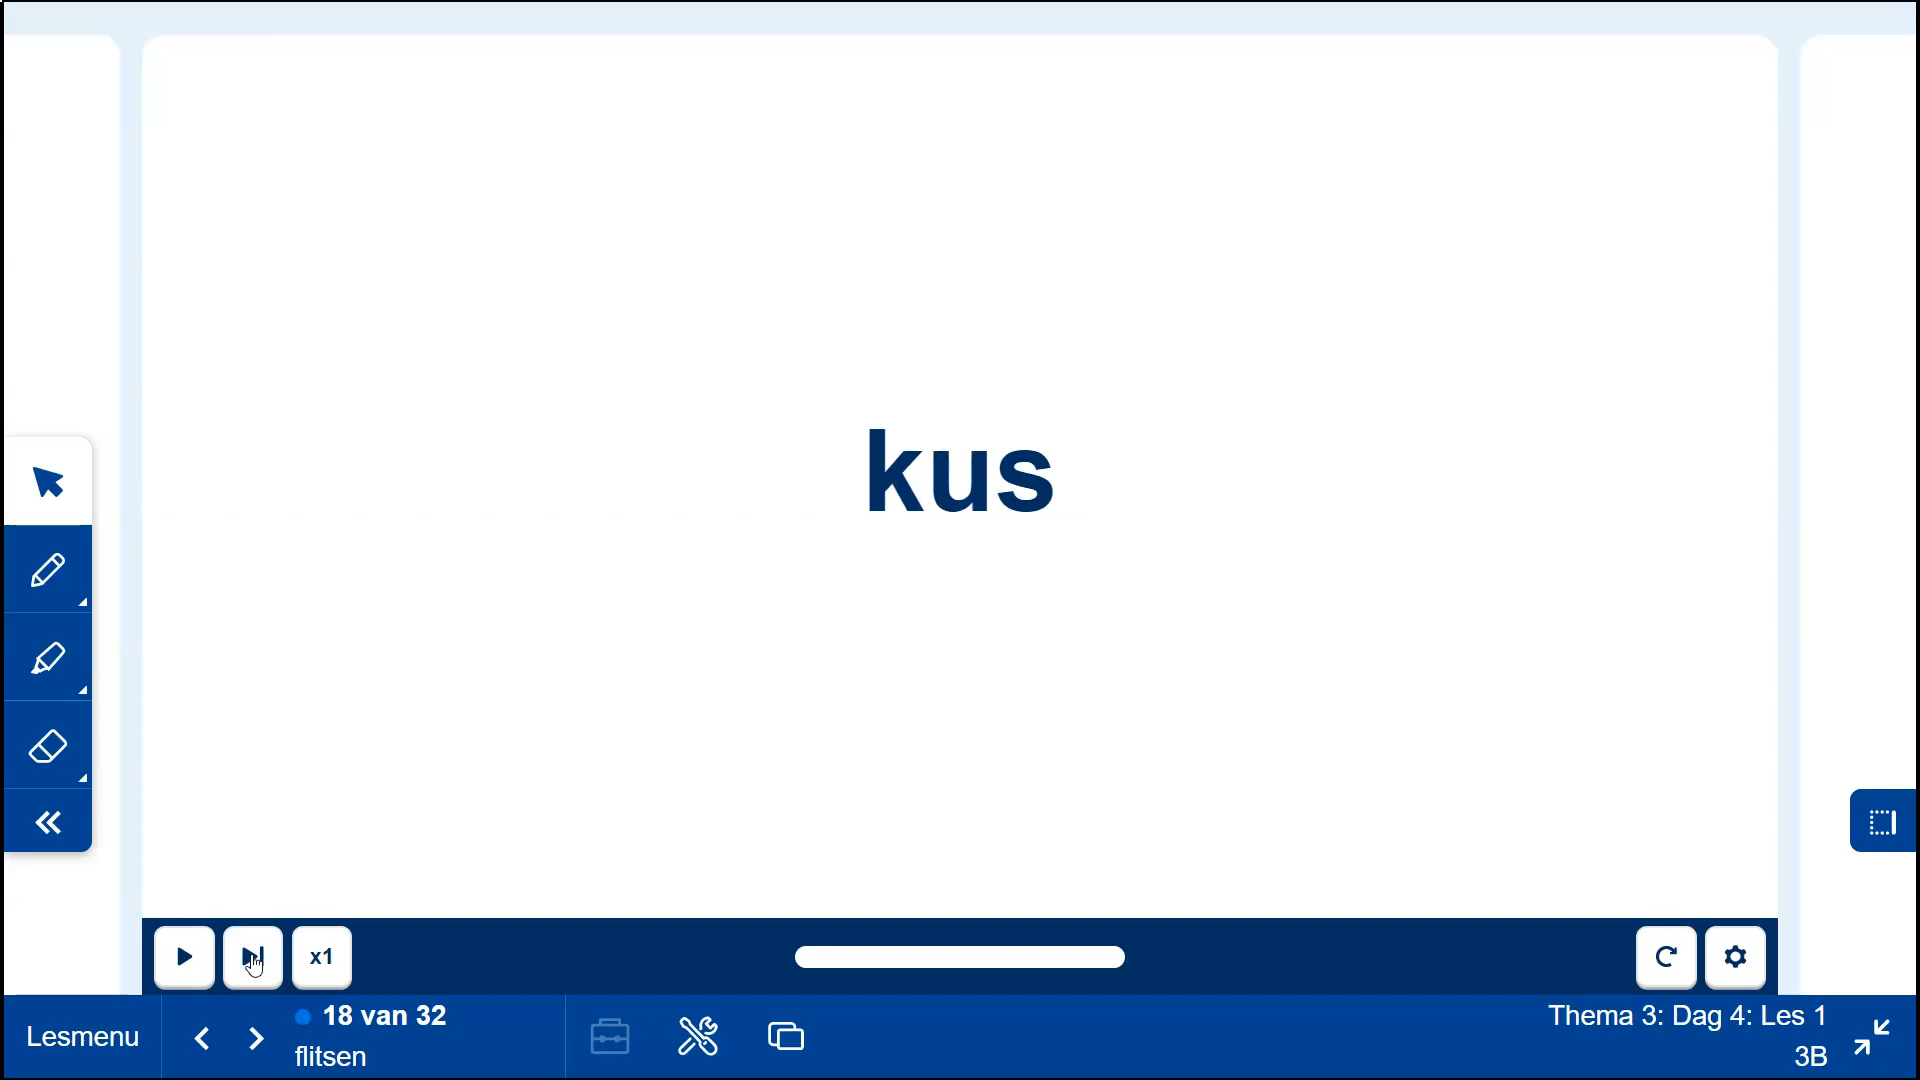 kus
x1
Lesmenu
18 van 32
flitsen
Thema 3: Dag 4: Les 1
3B